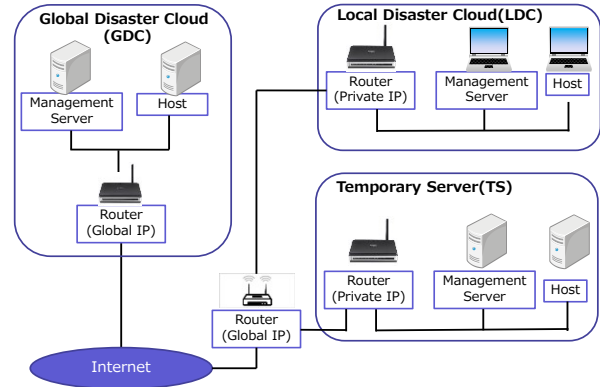 Global Disaster Cloud
(GDC)
Management
Server
Host
Router
(Global IP)
Local Disaster Cloud(LDC)
Router
(Private IP)
Management
Server
Host
Temporary Server(TS)
Router
(Private IP)
Management
Server
Host
Router
(Global IP)
Internet